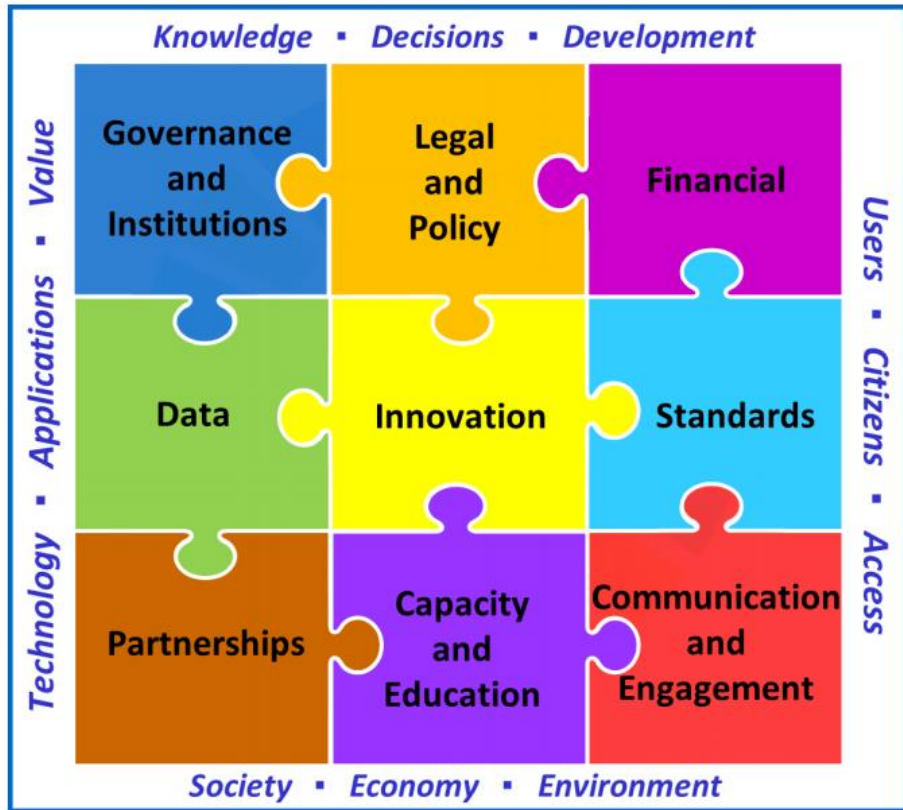 Knowledge ▪ Decisions ▪ Development
Technology ▪ Applications ▪ Value
Governance
and
Institutions
Legal
and
Policy
Financial
Data
Innovation
Standards
Partnerships
Capacity
and
Education
Communication
and
Engagement
Users ▪ Citizens ▪ Access
Society ▪ Economy ▪ Environment